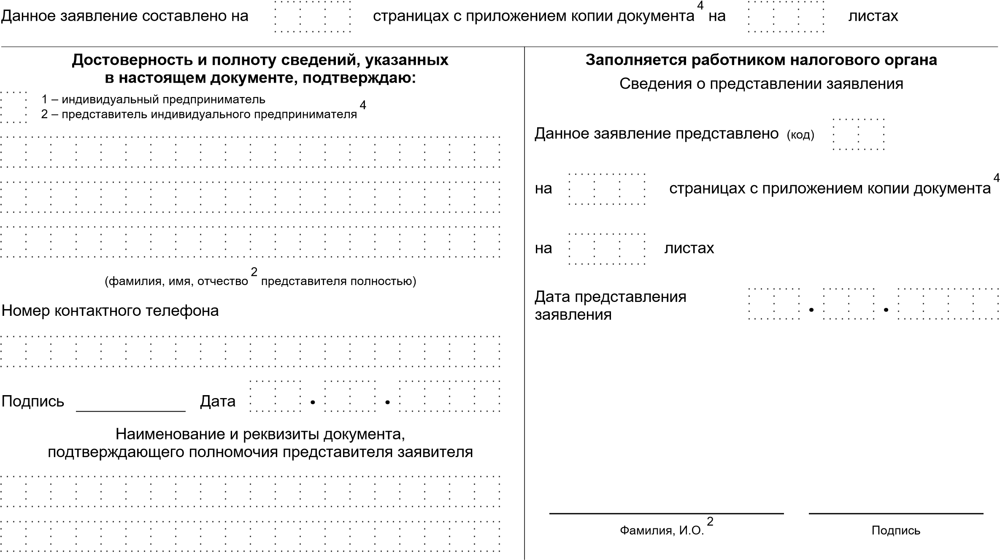 Данное заявление составлено на страницах с приложением копии документа 4 на листах
Достоверность и полноту сведений, указанных
в настоящем документе, подтверждаю:
1 – индивидуальный предприниматель
2 – представитель индивидуального предпринимателя 4
(фамилия, имя, отчество 2 представителя полностью)
Номер контактного телефона
Подпись Дата . .
Наименование и реквизиты документа,
подтверждающего полномочия представителя заявителя
Заполняется работником налогового органа
Сведения о представлении заявления
Данное заявление представлено (код)
на страницах с приложением копии документа 4
на листах
Дата представления
заявления . .
Фамилия, И.О. 2
Подпись